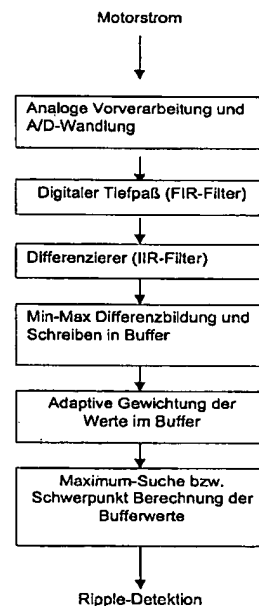 Motorstrom
Analoge Vorverarbeitung und
A/D-Wandlung
Digitaler Tiefpaß (FIR-Filter)
Differenzierer (IIR-Filter)
Min-Max Differenzbildung und
Schreiben in Buffer
Adaptive Gewichtung der
Werte im Buffer
Maximum-Suche bzw.
Schwerpunkt Berechnung der
Bufferwerte
Ripple-Detektion